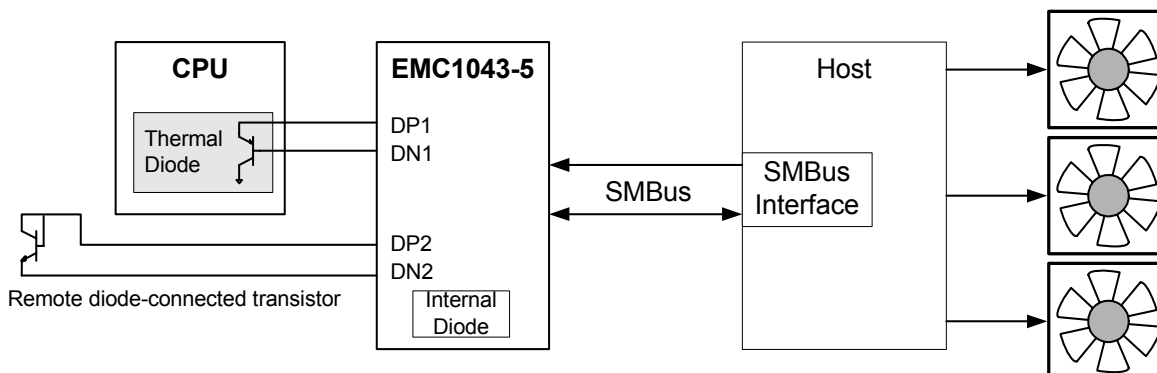 CPU
Thermal
Diode
EMC1043-5
DP1
DN1
DP2
DN2
Internal
Diode
Remote diode-connected transistor
SMBus
Host
SMBus
Interface